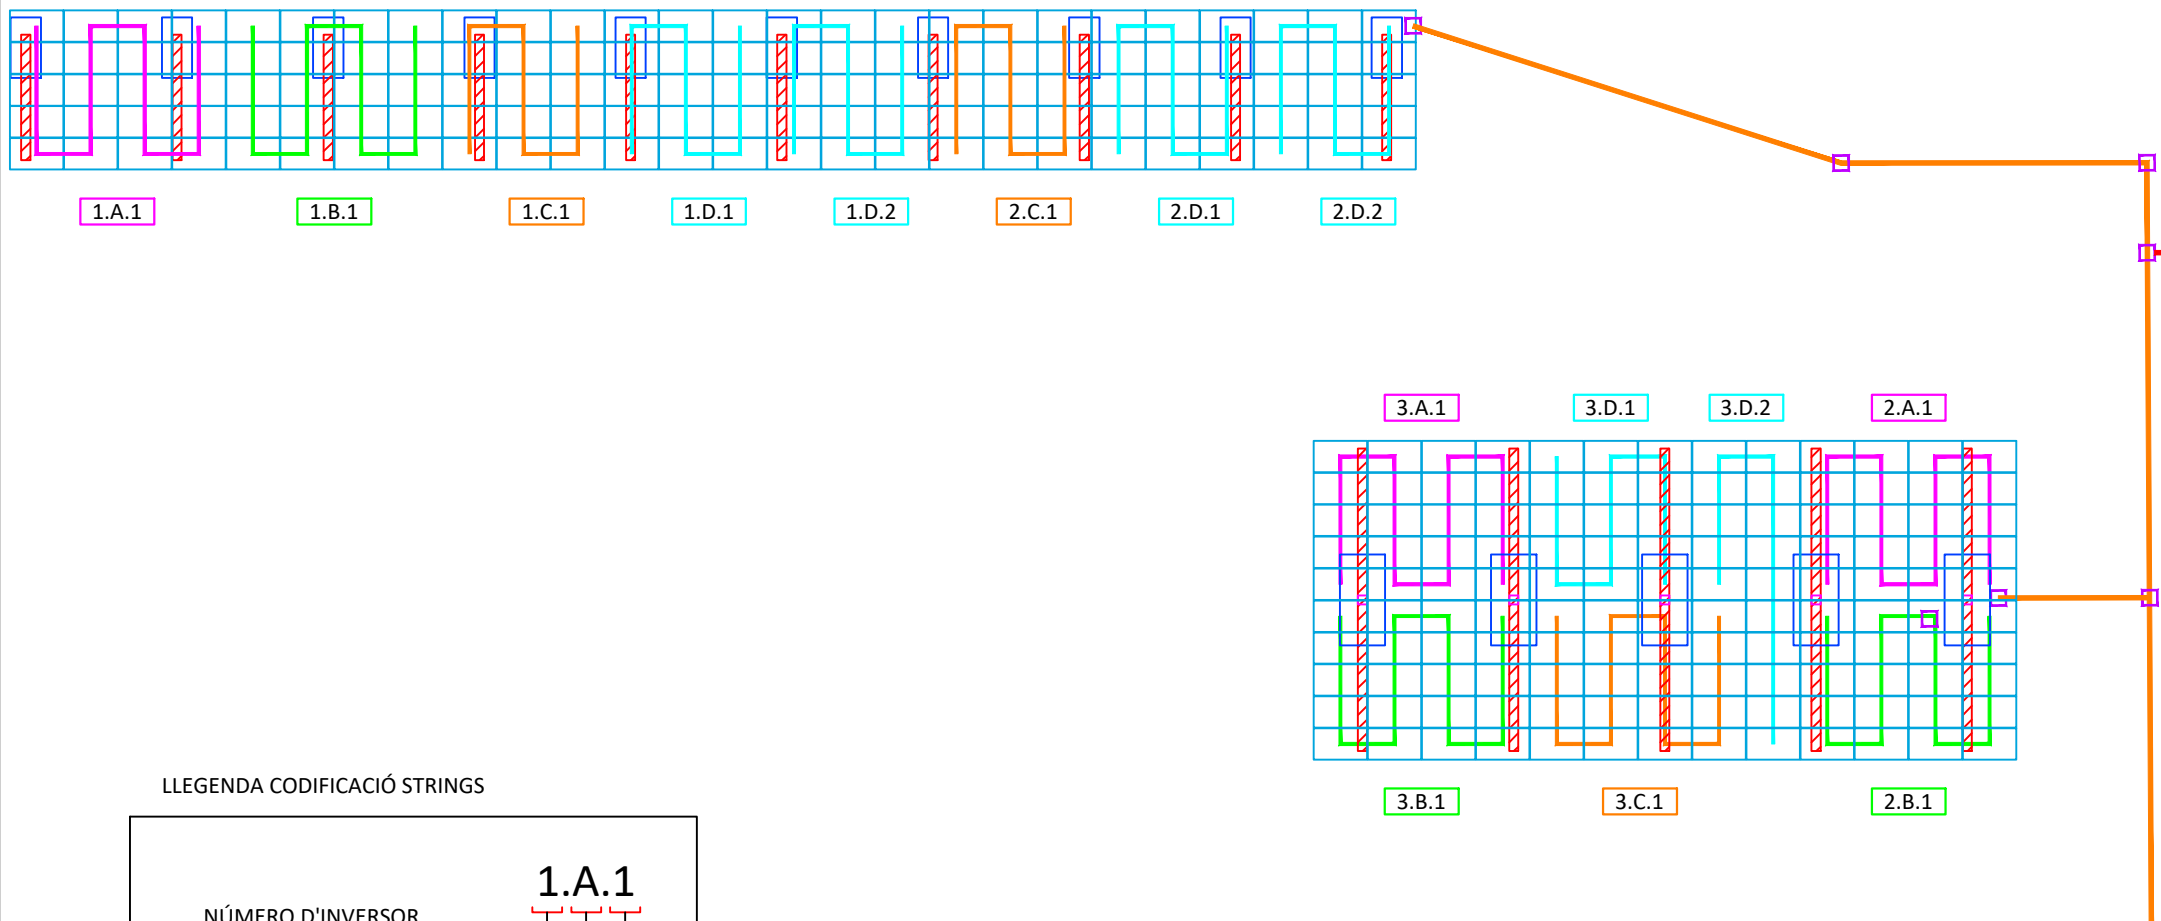 1.A.1 1.B.1 1.C.1 1.D.1 1.D.2 2.C.1 2.D.1 2.D.2
3.A.1 3.D.1 3.D.2 2.A.1
3.B.1 3.C.1 2.B.1
LLEGENDA CODIFICACIÓ STRINGS
1.A.1
NÚMERO D'INVERSOR